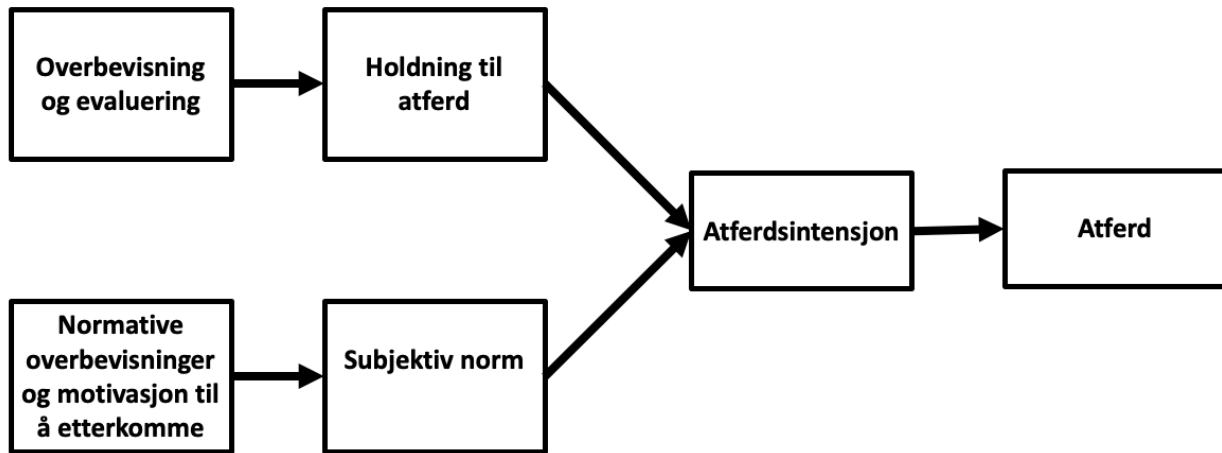 Overbevisning
og evaluering
Holdning til
atferd
Normative
overbevisninger
og motivasjon til
å etterkomme
Subjektiv norm
Atferdsintensjon
Atferd